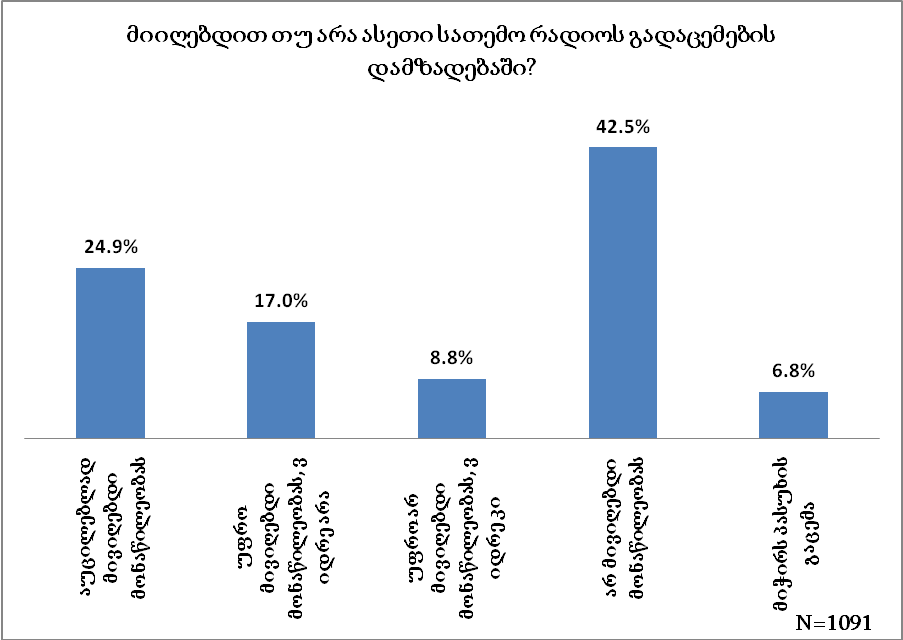 მიიღებდით თუ არა ასეთი სათემო რადიოს გადაცემების
დამზადებაში?
24.9%
17.0%
8.8%
42.5%
6.8%
აუცილებლად
მივიღებდი
მონაწილეობას
უფრო
მივიღებდი
მონაწილეობას, ვ
იდრე არა
უფრო არ
მივიღებდი
მონაწილეობას, ვ
იდრე კი
არ მივიღებდი
მონაწილეობას
მიჭირს პასუხის
გაცემა
N=1091